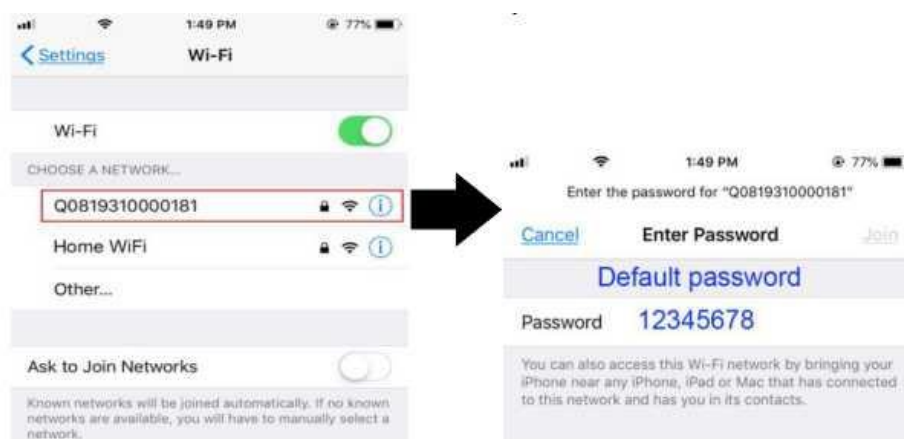 1:49 PM
77%
Settings
Wi-Fi
Wi-Fi
CHOOSE A NETWORK...
Q0819310000181
Home WiFi
Other...
Ask to Join Networks
Known networks will be joined automatically. If no known
networks are available, you will have to manually select a
network.
1:49 PM
77%
Enter the password for "Q0819310000181"
Cancel
Enter Password
Join
Default password
Password
12345678
You can also access this Wi-Fi network by bringing your
iPhone near any iPhone, iPad or Mac that has connected
to this network and has you in its contacts.